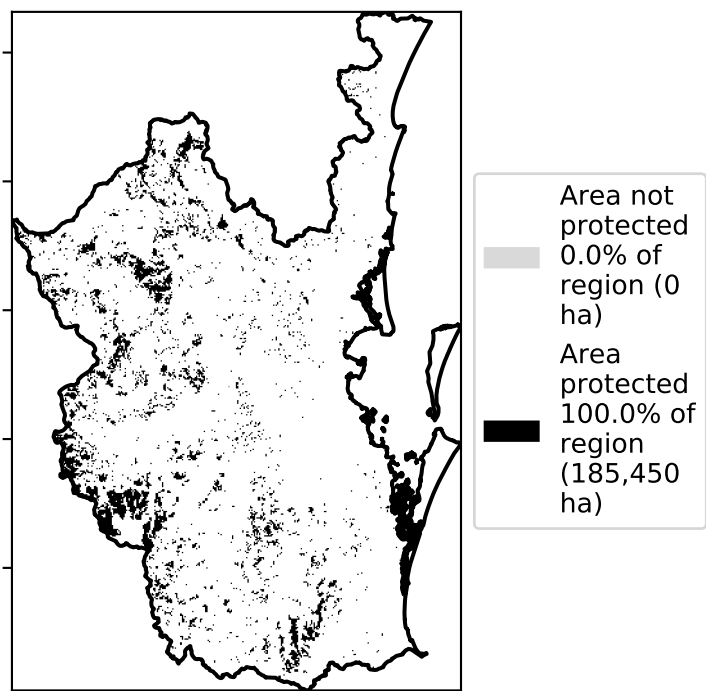 Area not
protected
0.0% of
region (0
ha)
Area
protected
100.0% of
region
(185,450
ha)